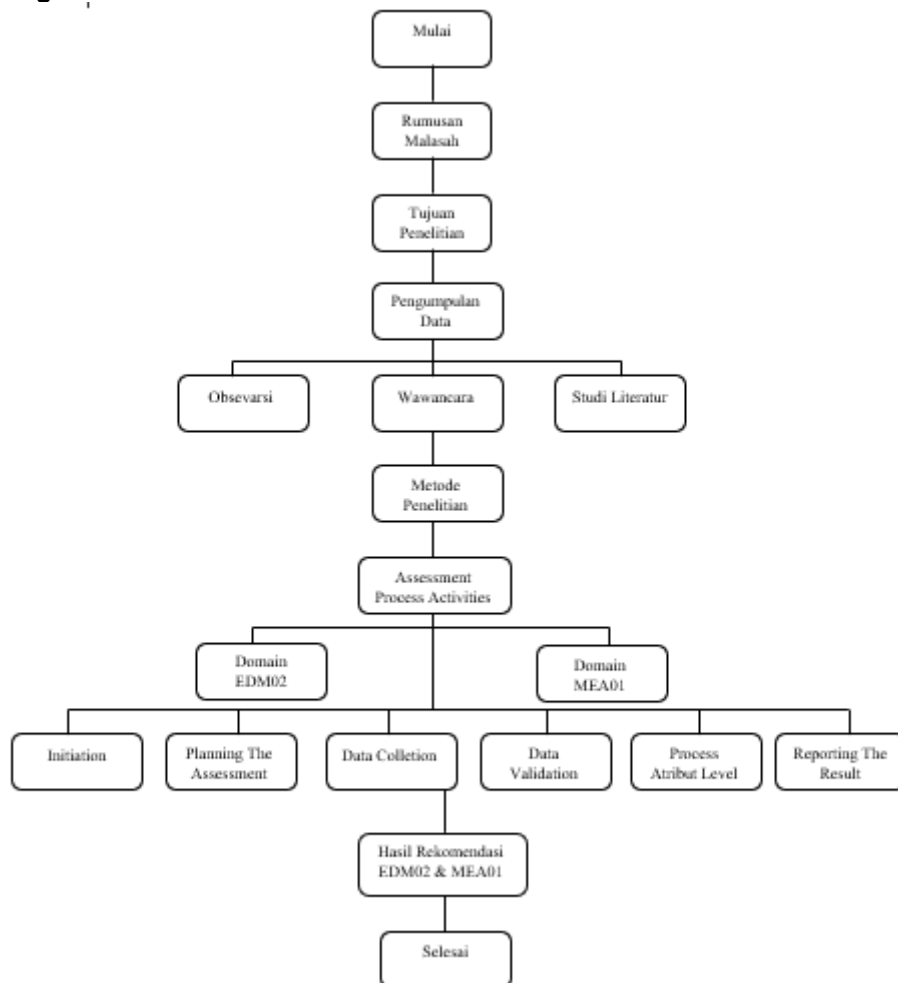 Mulai
Rumusan
Malasah
Tujuan
Penelitian
Pengumpulan
Data
Obsevarsi
Wawancara
Studi Literatur
Metode
Penelitian
Assessment
Process Activities
Domain
EDM02
Domain
MEA01
Initiation
Planning The
Assessment
Data Colletion
Data
Validation
Process
Atribut Level
Reporting The
Result
Hasil Rekomendasi
EDM02 & MEA01
Selesai